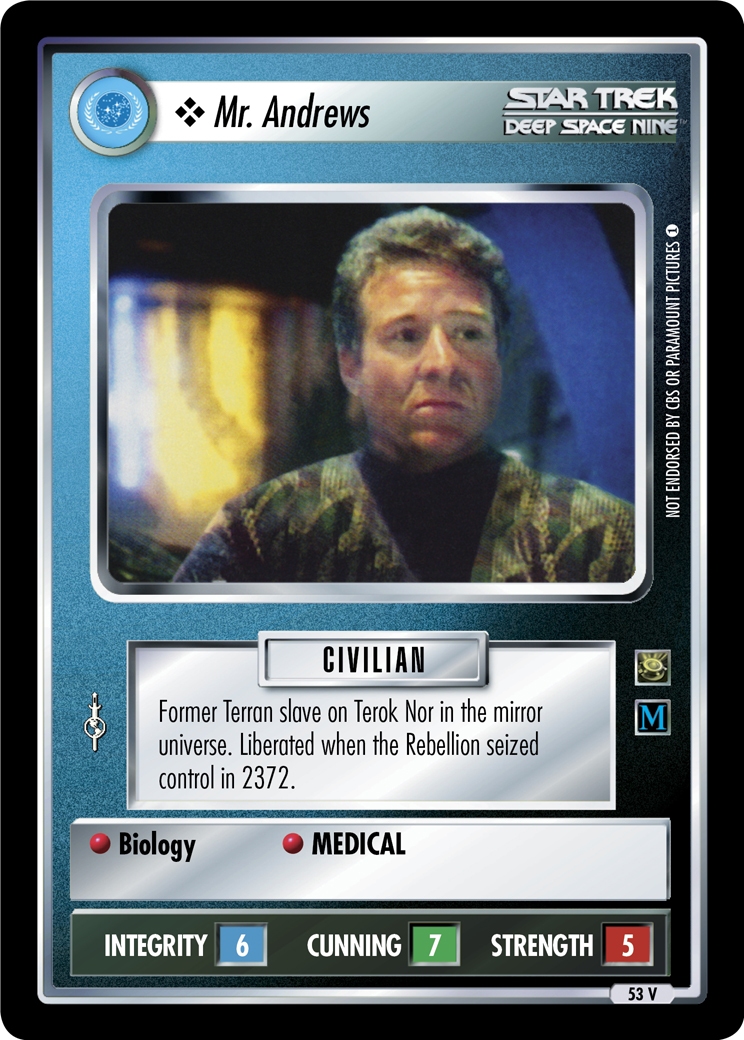 ❖ Mr. Andrews
STAR TREK
DEEP SPACE NINE™
NOT ENDORSED BY CBS OR PARAMOUNT PICTURES 1
CIVILIAN
Former Terran slave on Terok Nor in the mirror
universe. Liberated when the Rebellion seized
control in 2372.
M
Biology MEDICAL
INTEGRITY 6 CUNNING 7 STRENGTH 5
53 V